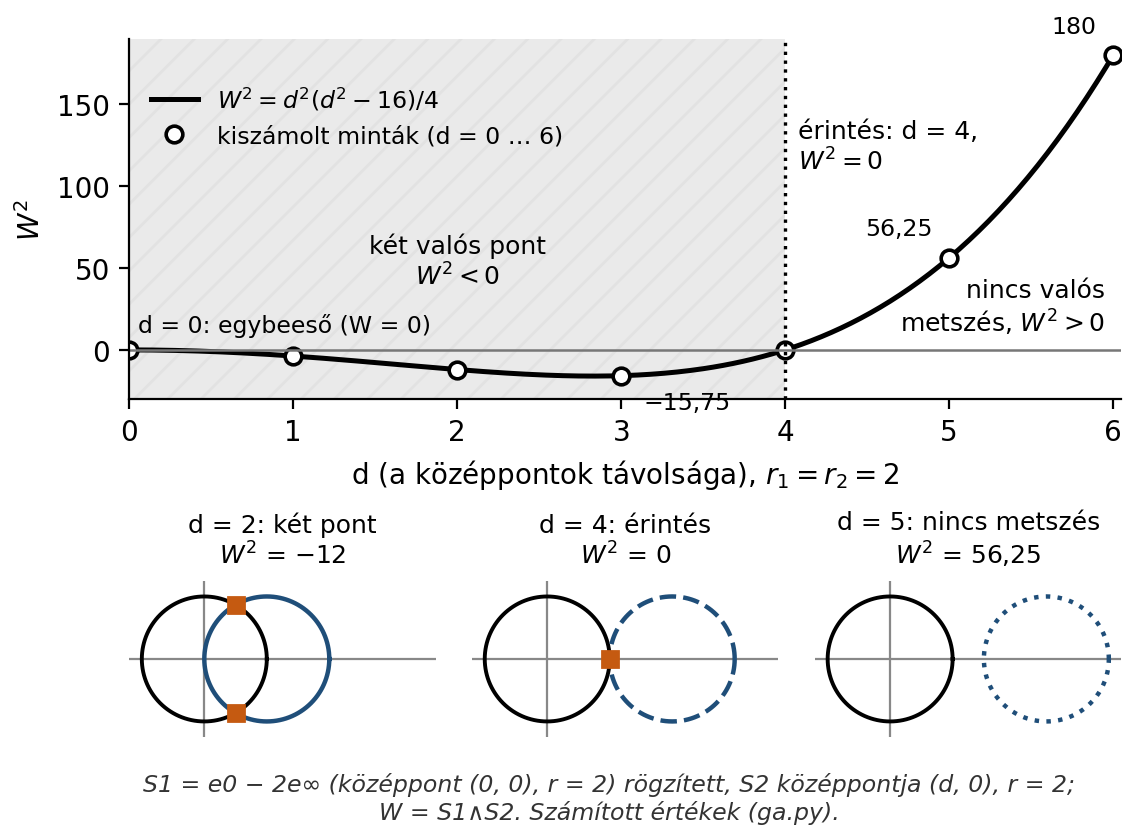 180
W²
150
100
50
0
W² = d²(d² − 16)/4
kiszámolt minták (d = 0 … 6)
érintés: d = 4,
W² = 0
56,25
két valós pont
W² < 0
nincs valós
metszés, W² > 0
d = 0: egybeeső (W = 0)
−15,75
0 1 2 3 4 5 6
d (a középpontok távolsága), r₁ = r₂ = 2
d = 2: két pont
W² = −12
d = 4: érintés
W² = 0
d = 5: nincs metszés
W² = 56,25
S1 = e0 − 2e∞ (középpont (0, 0), r = 2) rögzített, S2 középpontja (d, 0), r = 2;
W = S1∧S2. Számított értékek (ga.py).